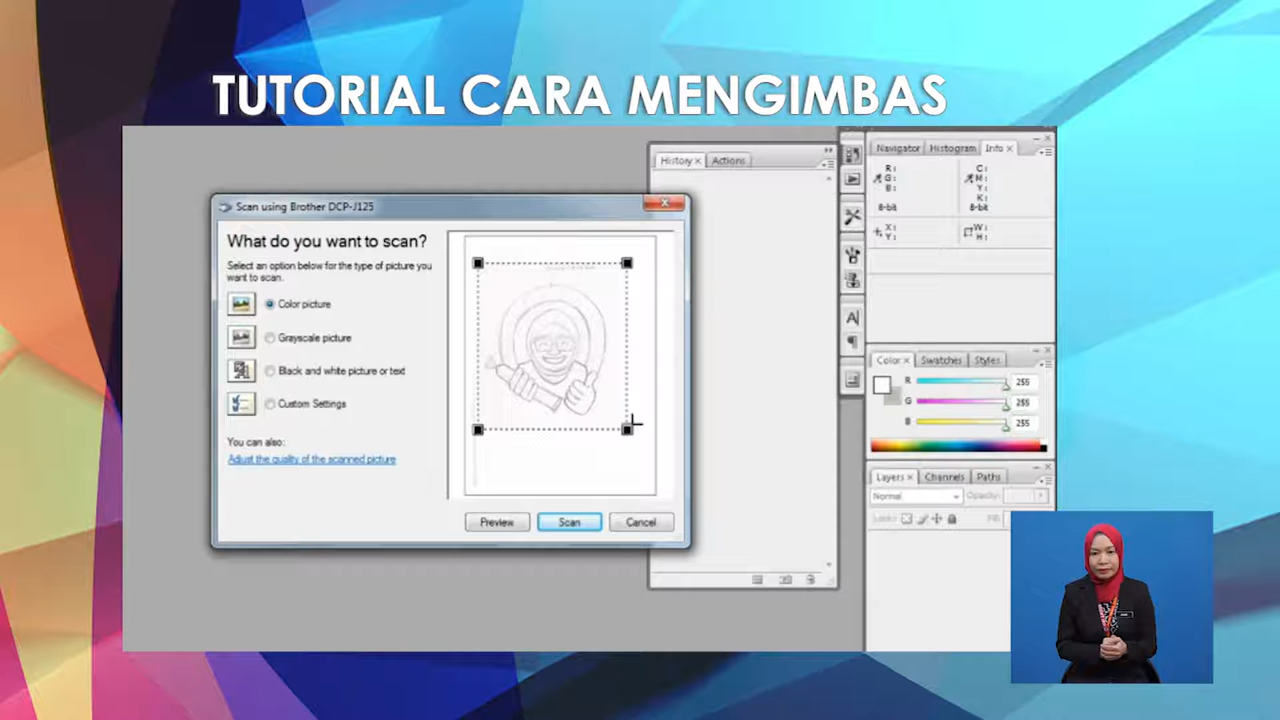 TUTORIAL CARA MENGIMBAS
Scan using Brother DCP-J125
What do you want to scan?
Select an option below for the type of picture you
want to scan.
Color picture
Grayscale picture
Black and white picture or text
Custom Settings
You can also:
Adjust the quality of the scanned picture
Preview
Scan
Cancel
History x
Actions
Navigator
Histogram
Info x
R:
G:
B:
8-bit
C:
M:
Y:
K:
8-bit
X:
Y:
W:
H:
Color x
Swatches
Styles
R 255
G 255
B 255
Layers x
Channels
Paths
Normal
Opacity:
Fill: